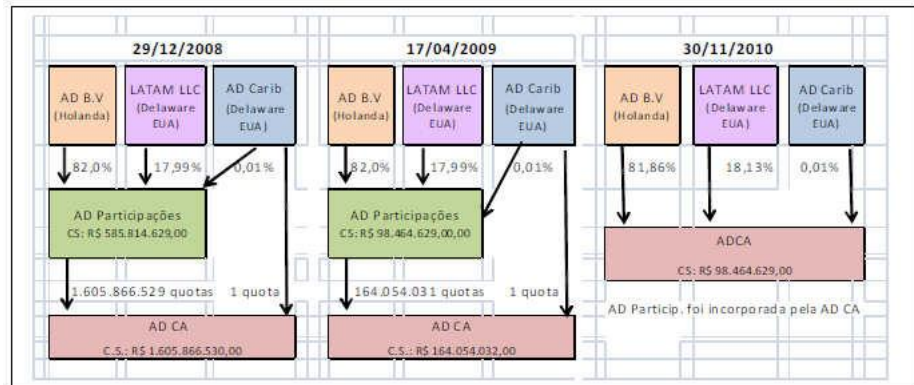 29/12/2008
AD B.V
(Holanda)
LATAM LLC
(Delaware
EUA)
AD Carib
(Delaware
EUA)
82,0%
17,99%
0,01%
AD Participações
CS: R$ 585.814.629,00
1.605.866.529 quotas
1 quota
AD CA
C.S.: R$ 1.605.866.530,00
17/04/2009
AD B.V
(Holanda)
LATAM LLC
(Delaware
EUA)
AD Carib
(Delaware
EUA)
82,0%
17,99%
0,01%
AD Participações
CS: R$ 98.464.629,00,00
164.054.031 quotas
1 quota
AD CA
C.S.: R$ 164.054.032,00
30/11/2010
AD B.V
(Holanda)
LATAM LLC
(Delaware
EUA)
AD Carib
(Delaware
EUA)
81,86%
18,13%
0,01%
ADCA
CS: R$ 98.464.629,00
AD Particip. foi incorporada pela AD CA